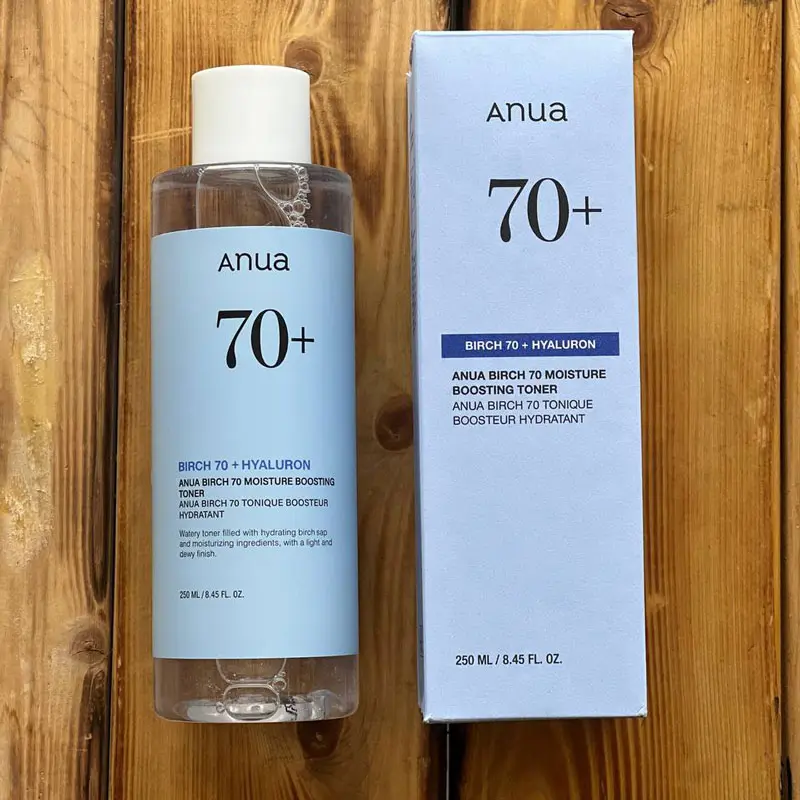 Anua
70+
BIRCH 70 + HYALURON
ANUA BIRCH 70 MOISTURE BOOSTING
TONER
ANUA BIRCH 70 TONIQUE BOOSTEUR
HYDRATANT
Watery toner filled with hydrating birch sap
and moisturizing ingredients, with a light and
dewy finish.
250 ML / 8.45 FL. OZ.
Anua
70+
BIRCH 70 + HYALURON
ANUA BIRCH 70 MOISTURE
BOOSTING TONER
ANUA BIRCH 70 TONIQUE
BOOSTEUR HYDRATANT
250 ML / 8.45 FL. OZ.